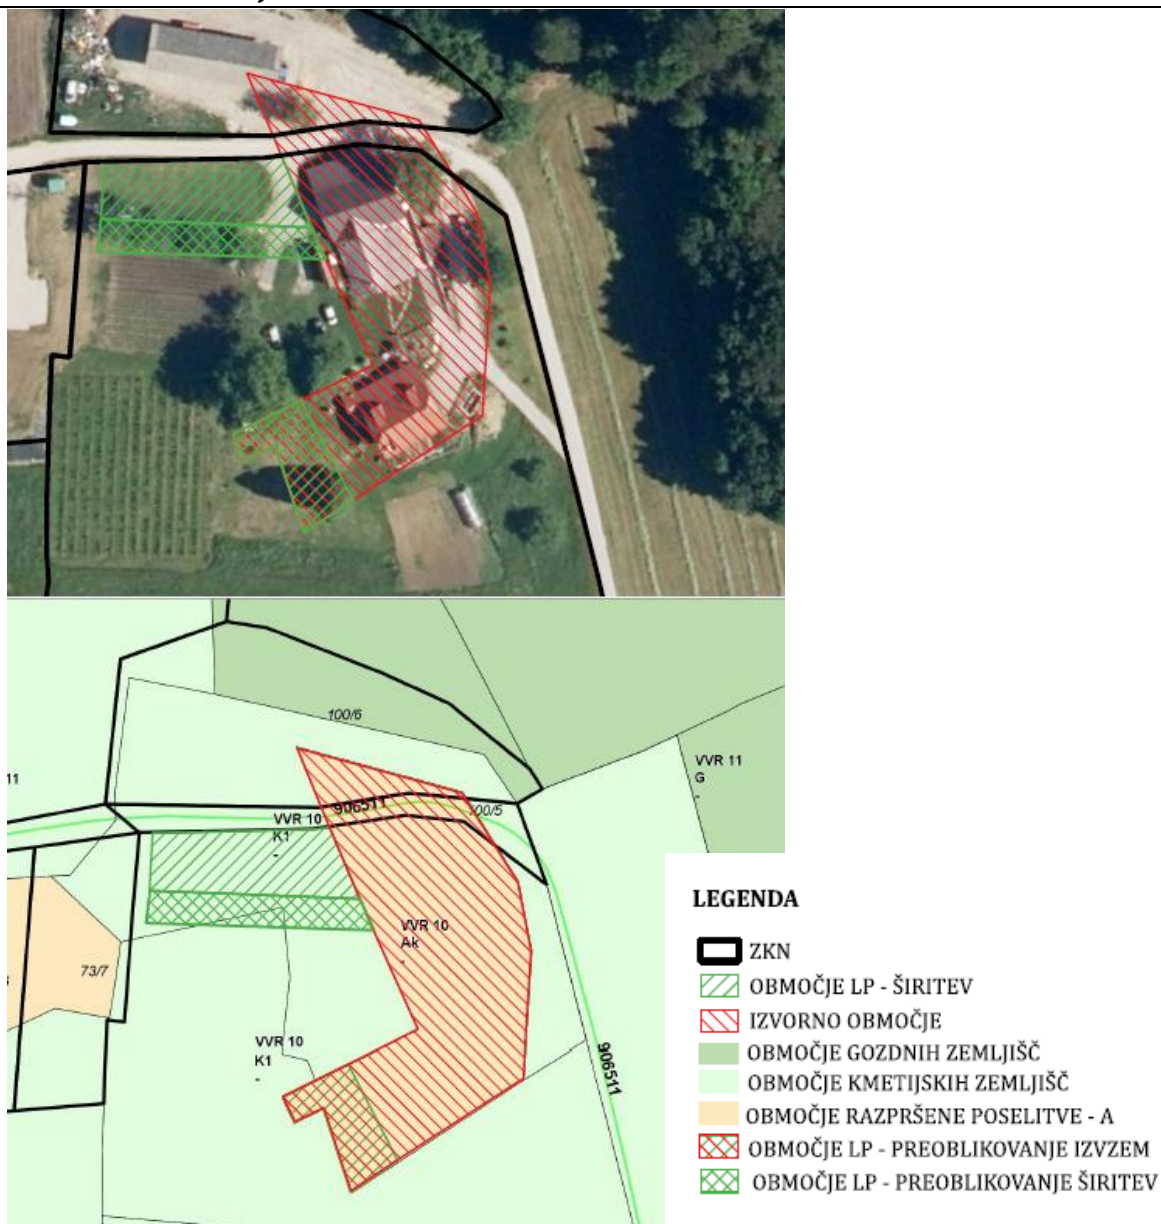 100/6
11
VVR 11
G
-
906511
100/5
VVR 10
K1
-
VVR 10
Ak
-
73/7
VVR 10
K1
-
906511
LEGENDA
ZKN
OBMOČJE LP - ŠIRITEV
IZVORNO OBMOČJE
OBMOČJE GOZDNIH ZEMLJIŠČ
OBMOČJE KMETIJSKIH ZEMLJIŠČ
OBMOČJE RAZPRŠENE POSELITVE - A
OBMOČJE LP - PREOBLIKOVANJE IZVZEM
OBMOČJE LP - PREOBLIKOVANJE ŠIRITEV